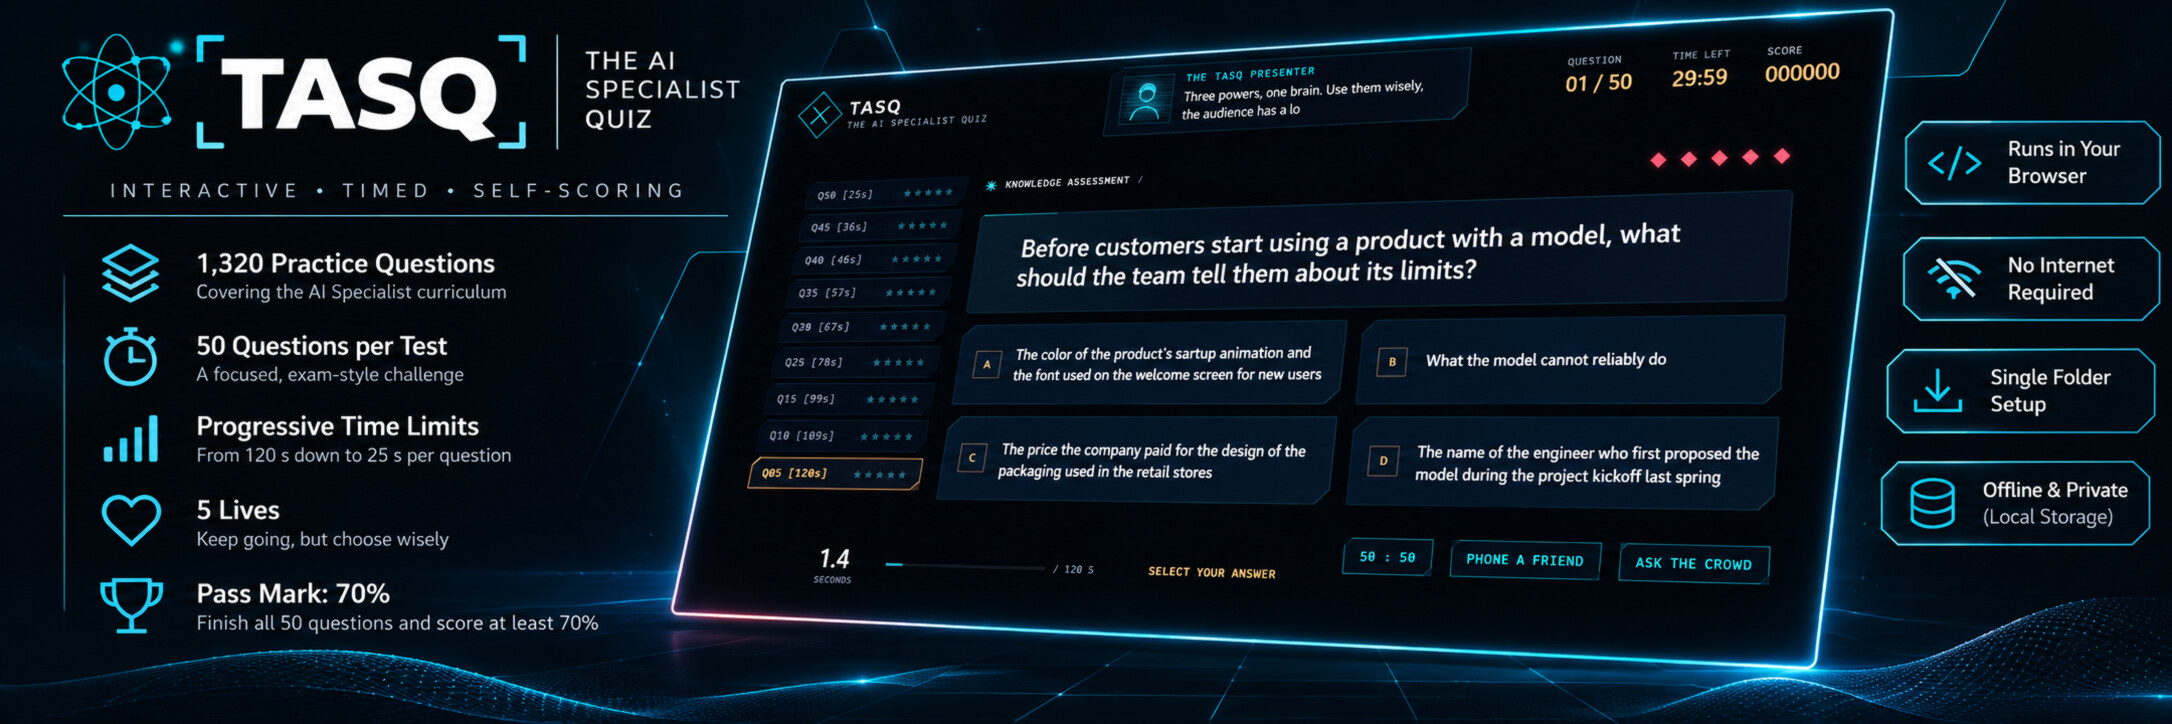 TASQ
THE AI
SPECIALIST
QUIZ
INTERACTIVE • TIMED • SELF-SCORING
1,320 Practice Questions
Covering the AI Specialist curriculum
50 Questions per Test
A focused, exam-style challenge
Progressive Time Limits
From 120 s down to 25 s per question
5 Lives
Keep going, but choose wisely
Pass Mark: 70%
Finish all 50 questions and score at least 70%
TASQ
THE AI SPECIALIST QUIZ
THE TASQ PRESENTER
Three powers, one brain. Use them wisely,
the audience has a lo
QUESTION
01 / 50
TIME LEFT
29:59
SCORE
000000
KNOWLEDGE ASSESSMENT /
Q50 [25s]
Q45 [36s]
Q40 [46s]
Q35 [57s]
Q30 [67s]
Q25 [78s]
Q15 [99s]
Q10 [109s]
Q05 [120s]
Before customers start using a product with a model, what
should the team tell them about its limits?
A
The color of the product's sartup animation and
the font used on the welcome screen for new users
B
What the model cannot reliably do
C
The price the company paid for the design of the
packaging used in the retail stores
D
The name of the engineer who first proposed the
model during the project kickoff last spring
1.4
SECONDS
/ 120 S
SELECT YOUR ANSWER
50 : 50
PHONE A FRIEND
ASK THE CROWD
Runs in Your
Browser
No Internet
Required
Single Folder
Setup
Offline & Private
(Local Storage)